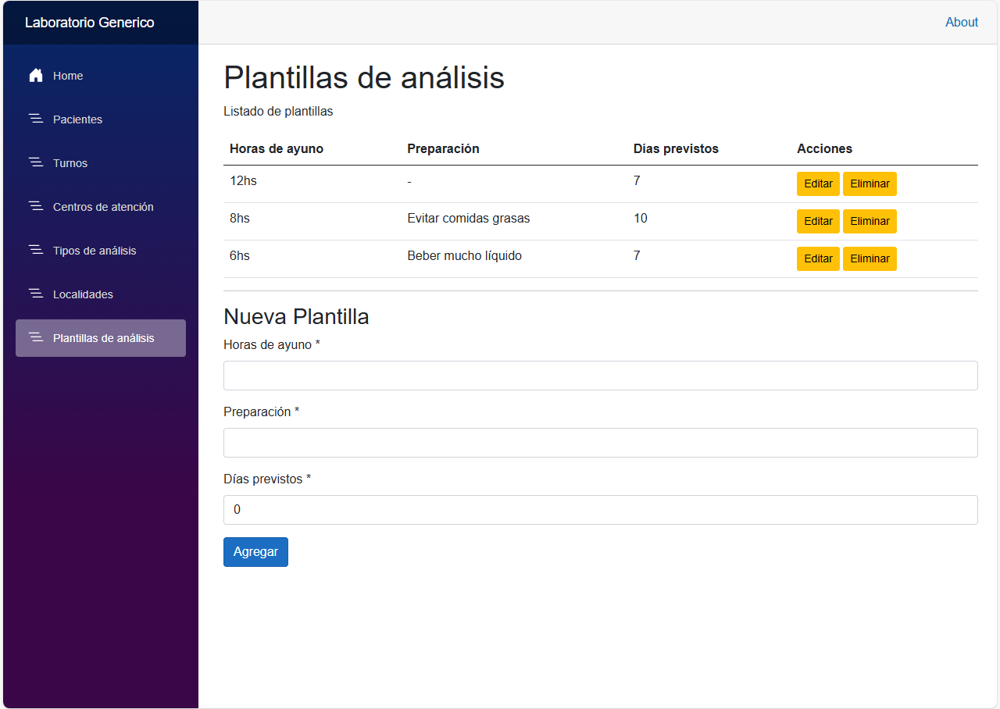 Laboratorio Generico
About
Home
Pacientes
Turnos
Centros de atención
Tipos de análisis
Localidades
Plantillas de análisis
Plantillas de análisis
Listado de plantillas
Horas de ayuno Preparación Días previstos Acciones
12hs - 7 Editar Eliminar
8hs Evitar comidas grasas 10 Editar Eliminar
6hs Beber mucho líquido 7 Editar Eliminar
Nueva Plantilla
Horas de ayuno *
Preparación *
Días previstos *
0
Agregar